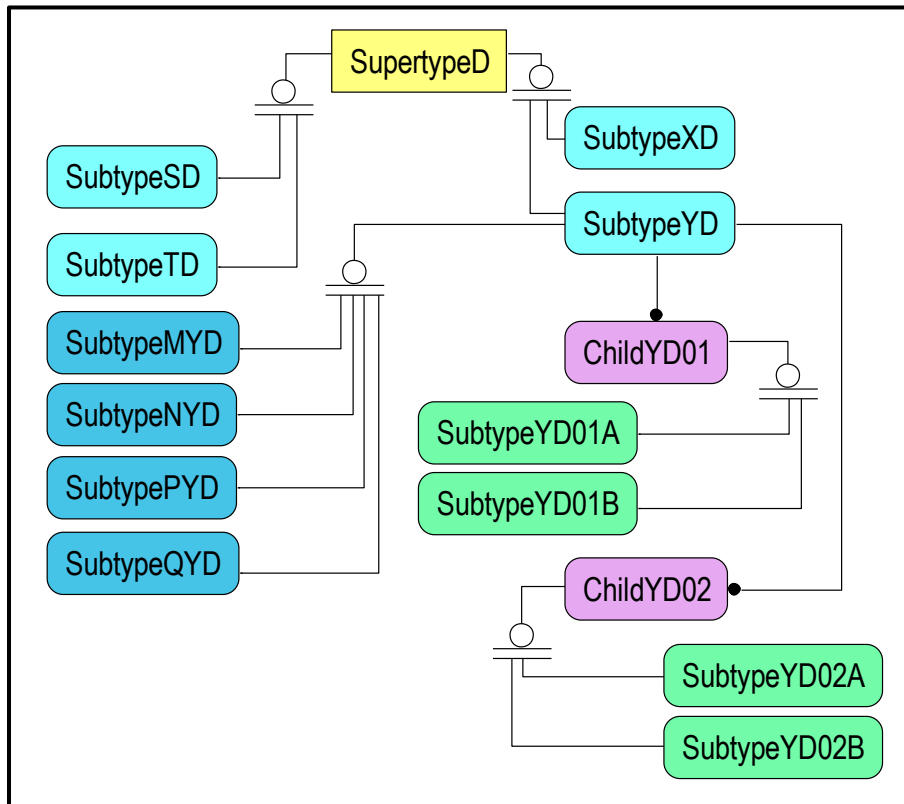 SupertypeD
SubtypeXD
SubtypeSD
SubtypeYD
SubtypeTD
SubtypeMYD
ChildYD01
SubtypeNYD
SubtypeYD01A
SubtypePYD
SubtypeYD01B
SubtypeQYD
ChildYD02
SubtypeYD02A
SubtypeYD02B